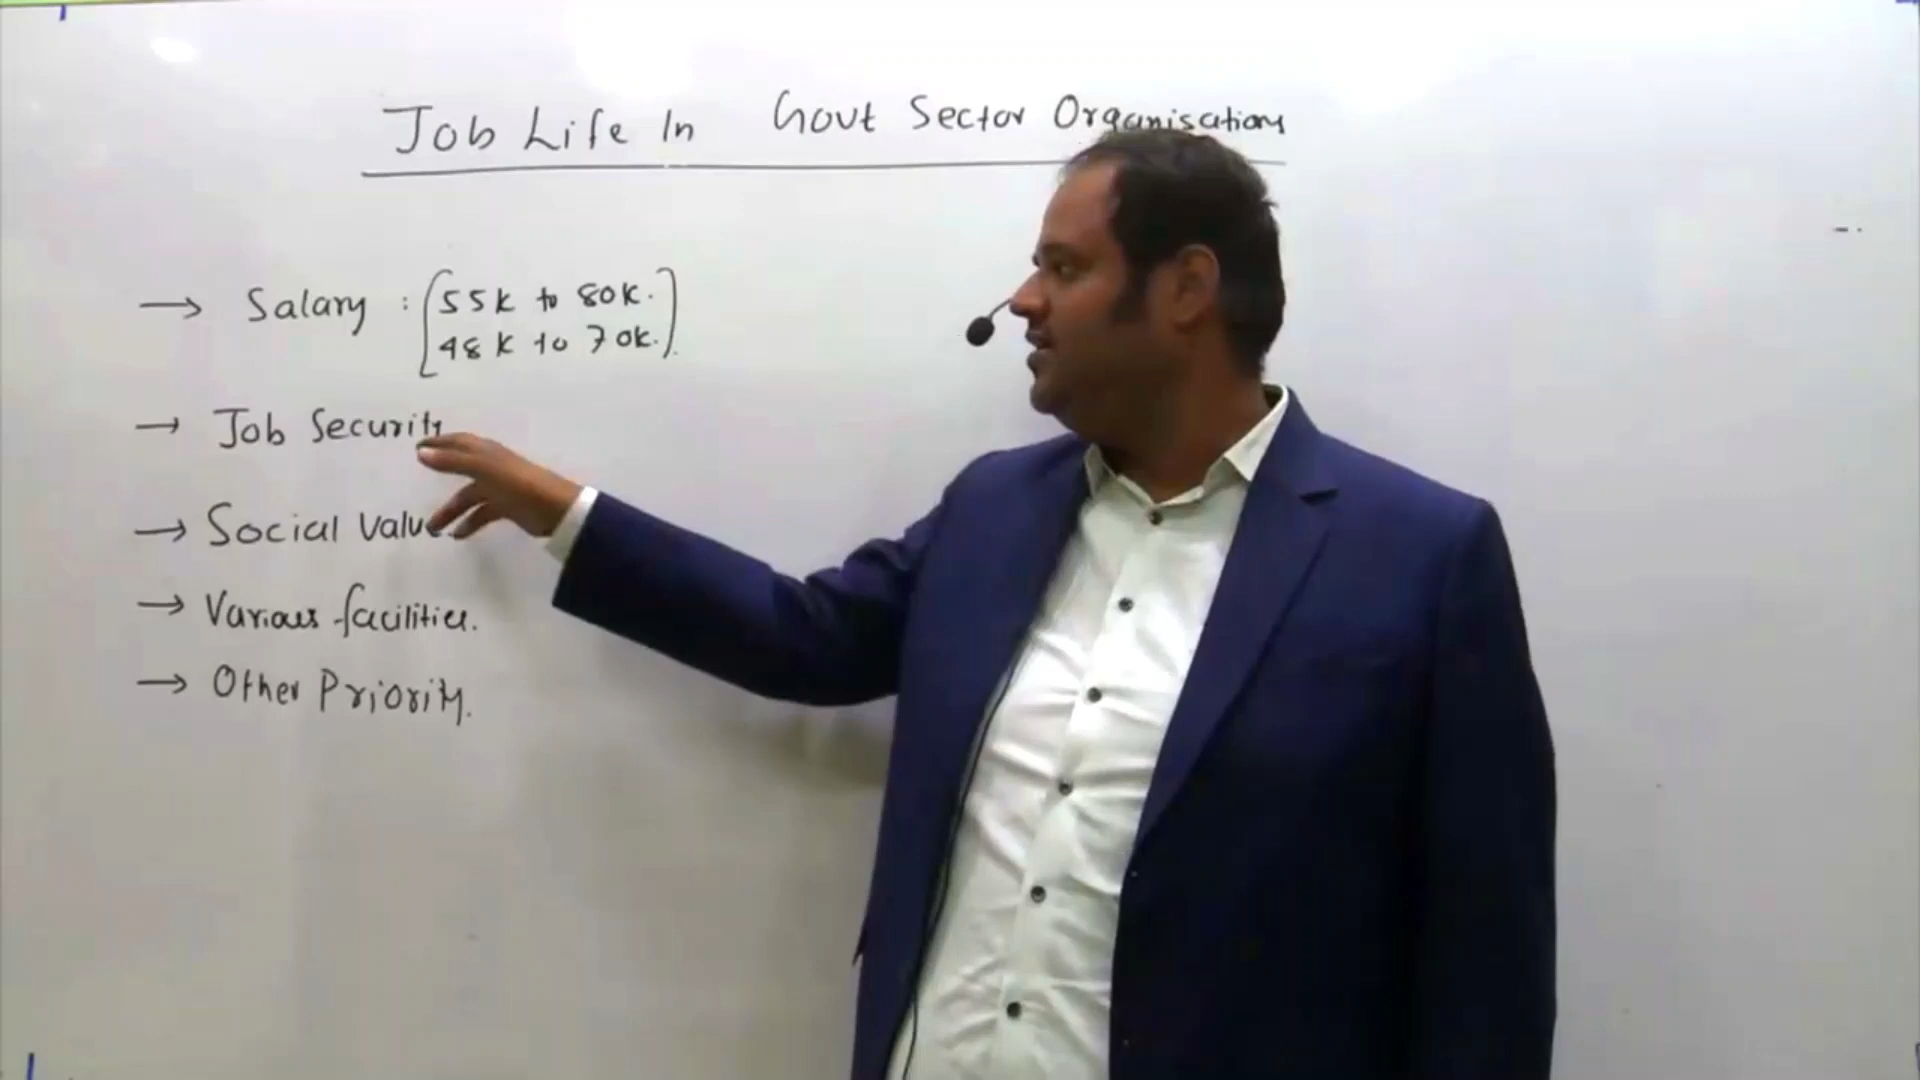 Job Life In Govt Sector Organisations
→ Salary : [55K to 80K.
48K to 70K.]
→ Job Security
→ Social Value.
→ Various facilities.
→ Other Priority.